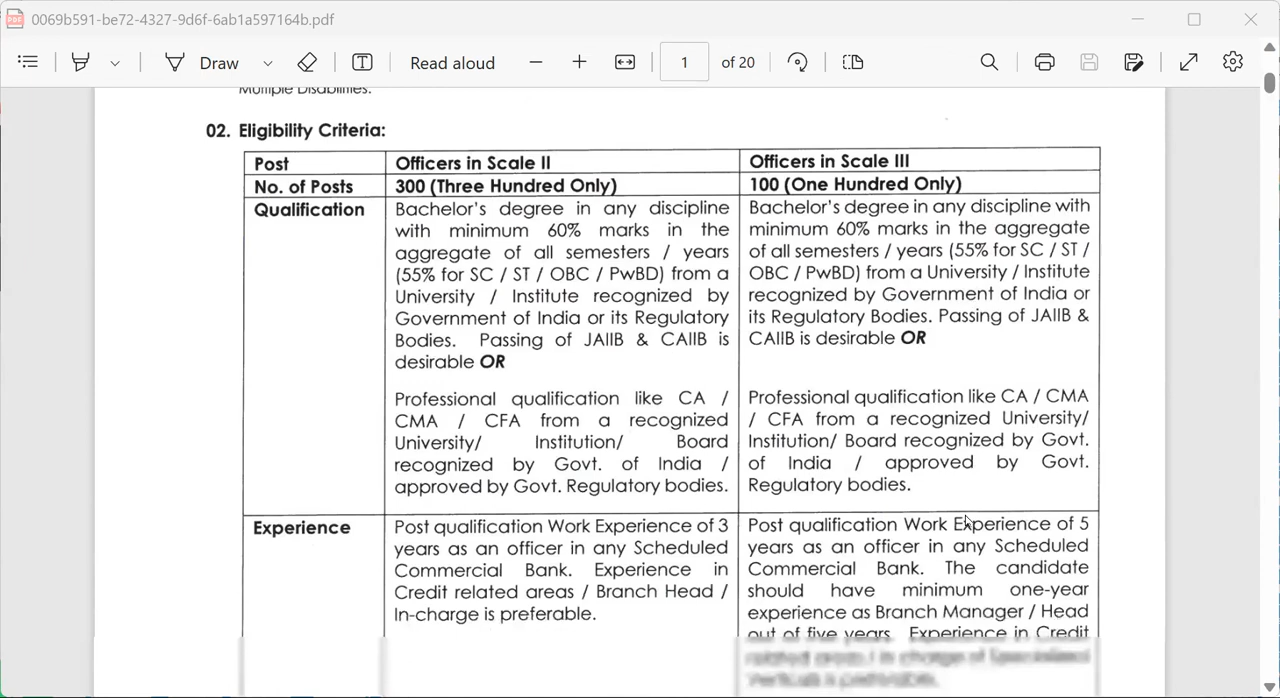 0069b591-be72-4327-9d6f-6ab1a597164b.pdf
Draw
Read aloud
1
of 20
Multiple Disabilities.
02. Eligibility Criteria:
Post
Officers in Scale II
Officers in Scale III
No. of Posts
300 (Three Hundred Only)
100 (One Hundred Only)
Qualification
Bachelor's degree in any discipline
with minimum 60% marks in the
aggregate of all semesters / years
(55% for SC / ST / OBC / PwBD) from a
University / Institute recognized by
Government of India or its Regulatory
Bodies. Passing of JAIIB & CAIIB is
desirable OR
Professional qualification like CA /
CMA / CFA from a recognized
University/ Institution/ Board
recognized by Govt. of India /
approved by Govt. Regulatory bodies.
Bachelor's degree in any discipline with
minimum 60% marks in the aggregate
of all semesters / years (55% for SC / ST /
OBC / PwBD) from a University / Institute
recognized by Government of India or
its Regulatory Bodies. Passing of JAIIB &
CAIIB is desirable OR
Professional qualification like CA / CMA
/ CFA from a recognized University/
Institution/ Board recognized by Govt.
of India / approved by Govt.
Regulatory bodies.
Experience
Post qualification Work Experience of 3
years as an officer in any Scheduled
Commercial Bank. Experience in
Credit related areas / Branch Head /
In-charge is preferable.
Post qualification Work Experience of 5
years as an officer in any Scheduled
Commercial Bank. The candidate
should have minimum one-year
experience as Branch Manager / Head
out of five years. Experience in Credit
related areas / In charge of Specialised
Verticals is preferable.